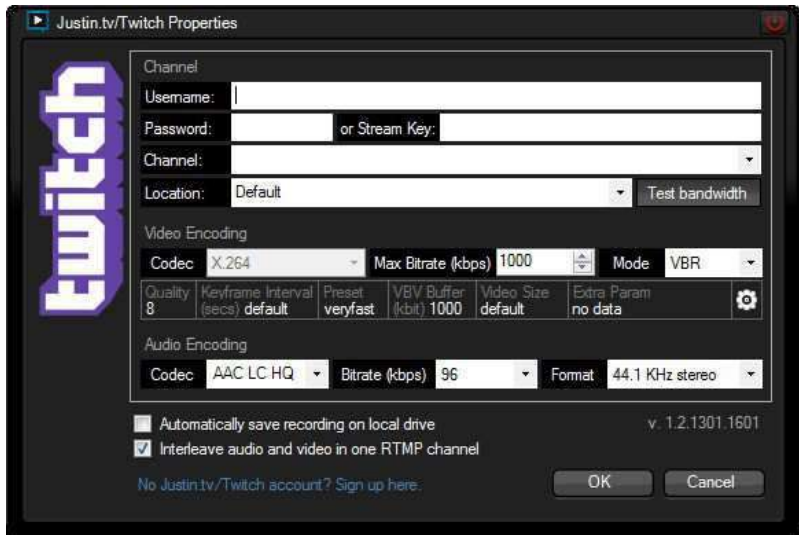 Justin.tv/Twitch Properties
twitch
Channel
Username:
Password: or Stream Key:
Channel:
Location: Default Test bandwidth
Video Encoding
Codec X.264 Max Bitrate (kbps) 1000 Mode VBR
Quality Keyframe Interval Preset VBV Buffer Video Size Extra Param
8 (secs) default veryfast (kbit) 1000 default no data
Audio Encoding
Codec AAC LC HQ Bitrate (kbps) 96 Format 44.1 KHz stereo
Automatically save recording on local drive v. 1.2.1301.1601
Interleave audio and video in one RTMP channel
No Justin.tv/Twitch account? Sign up here. OK Cancel